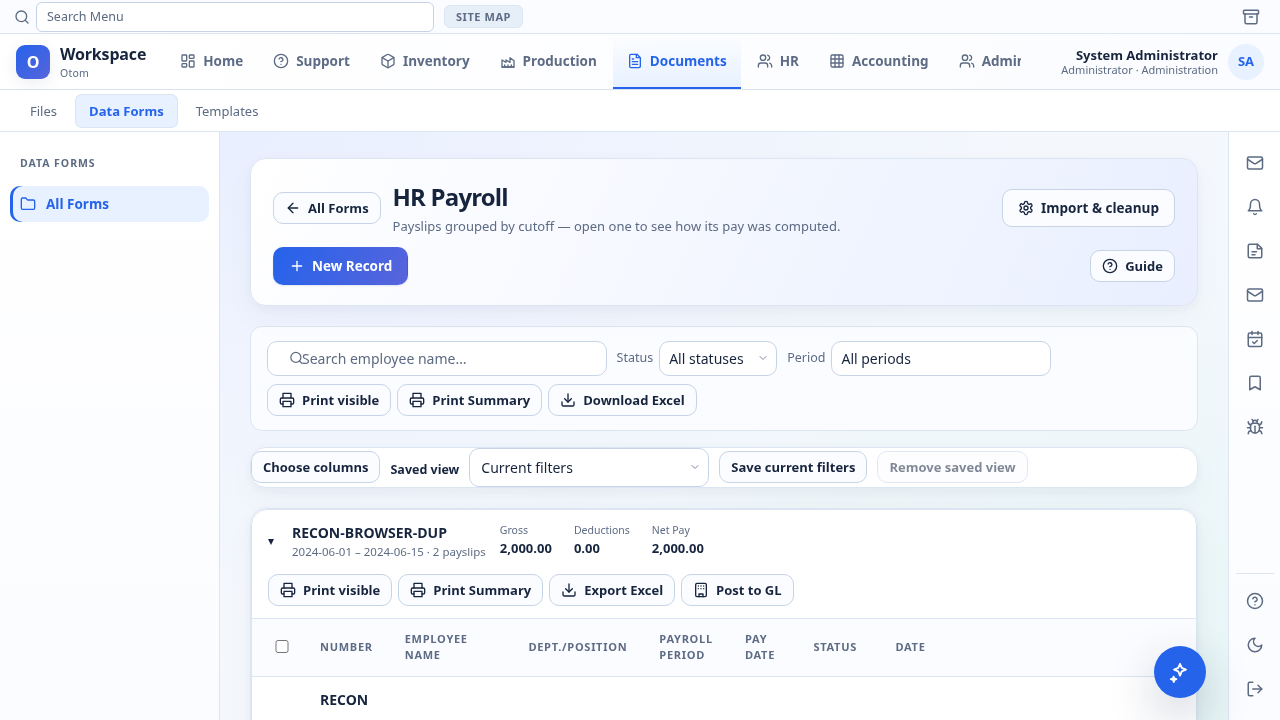 Search Menu
SITE MAP
O
Workspace
Otom
Home
Support
Inventory
Production
Documents
HR
Accounting
Admin
System Administrator
Administrator · Administration
SA
Files
Data Forms
Templates
DATA FORMS
All Forms
All Forms
HR Payroll
Payslips grouped by cutoff — open one to see how its pay was computed.
Import & cleanup
New Record
Guide
Search employee name...
Status
All statuses
Period
All periods
Print visible
Print Summary
Download Excel
Choose columns
Saved view
Current filters
Save current filters
Remove saved view
RECON-BROWSER-DUP
2024-06-01 – 2024-06-15 · 2 payslips
Gross
2,000.00
Deductions
0.00
Net Pay
2,000.00
Print visible
Print Summary
Export Excel
Post to GL
NUMBER
EMPLOYEE
NAME
DEPT./POSITION
PAYROLL
PERIOD
PAY
DATE
STATUS
DATE
RECON